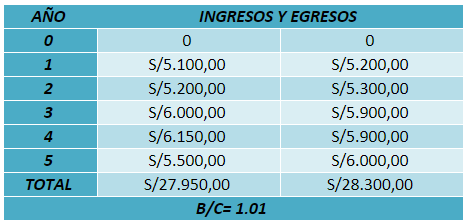 AÑO INGRESOS Y EGRESOS
0 0 0
1 S/5.100,00 S/5.200,00
2 S/5.200,00 S/5.300,00
3 S/6.000,00 S/5.900,00
4 S/6.150,00 S/5.900,00
5 S/5.500,00 S/6.000,00
TOTAL S/27.950,00 S/28.300,00
B/C= 1.01